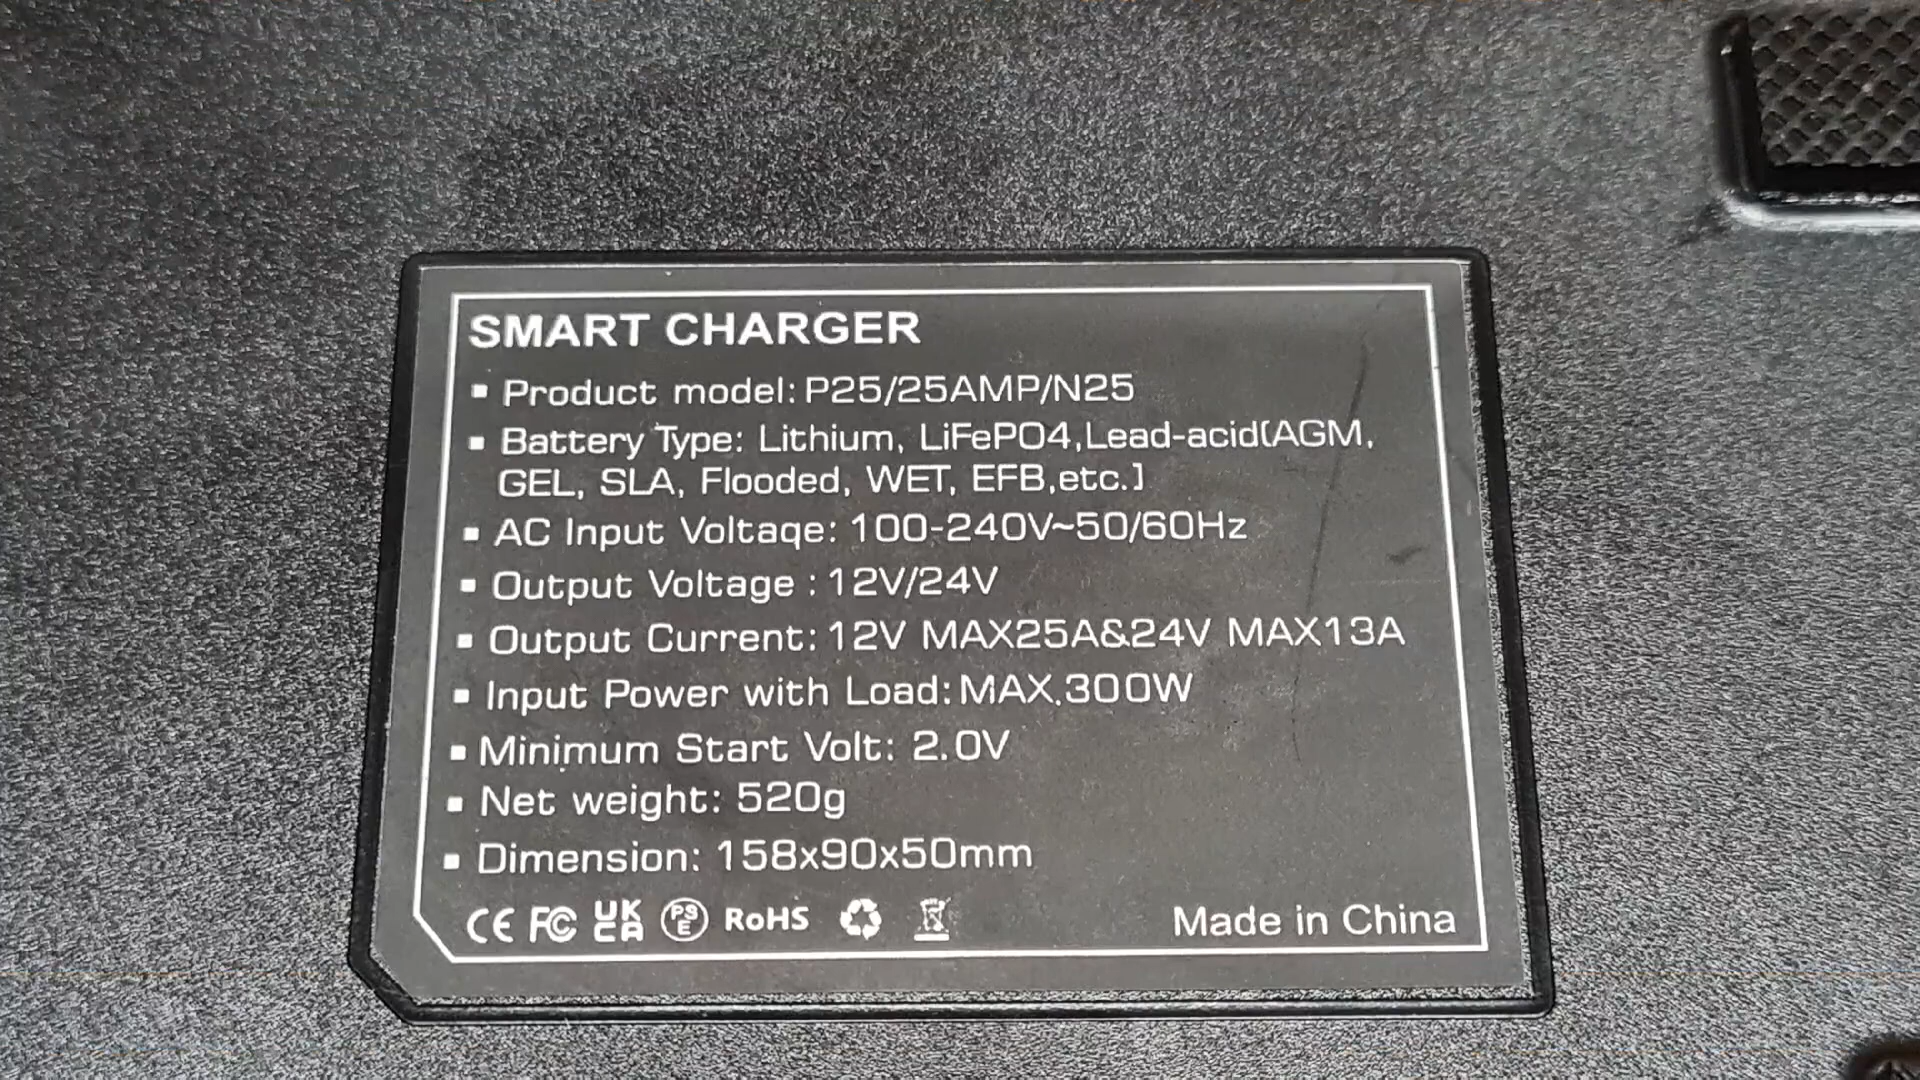 SMART CHARGER
▪ Product model: P25/25AMP/N25
▪ Battery Type: Lithium, LiFePO4,Lead-acid(AGM,
GEL, SLA, Flooded, WET, EFB,etc.]
▪ AC Input Voltaqe: 100-240V~50/60Hz
▪ Output Voltage : 12V/24V
▪ Output Current: 12V MAX25A&24V MAX13A
▪ Input Power with Load: MAX.300W
▪ Minimum Start Volt: 2.0V
▪ Net weight: 520g
▪ Dimension: 158x90x50mm
CE FC UK CA PSE RoHS Made in China